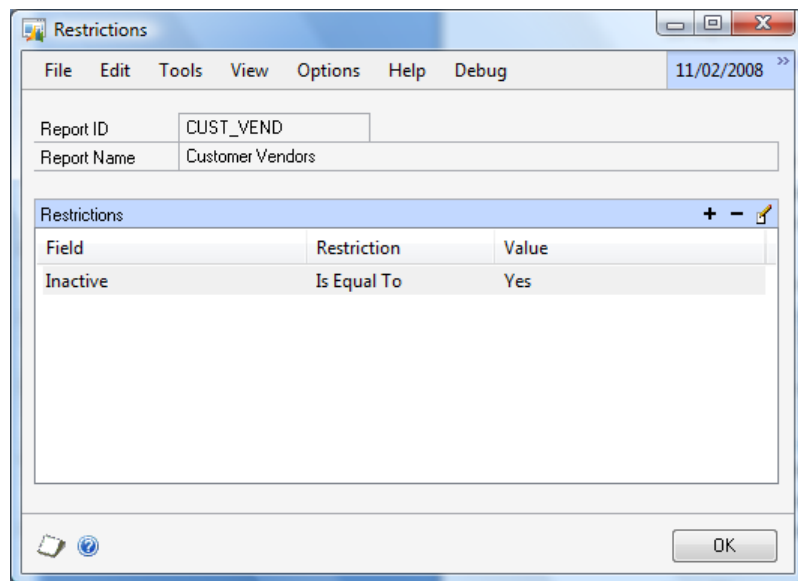 Restrictions
File Edit Tools View Options Help Debug 11/02/2008 »
Report ID CUST_VEND
Report Name Customer Vendors
Restrictions + −
Field Restriction Value
Inactive Is Equal To Yes
OK